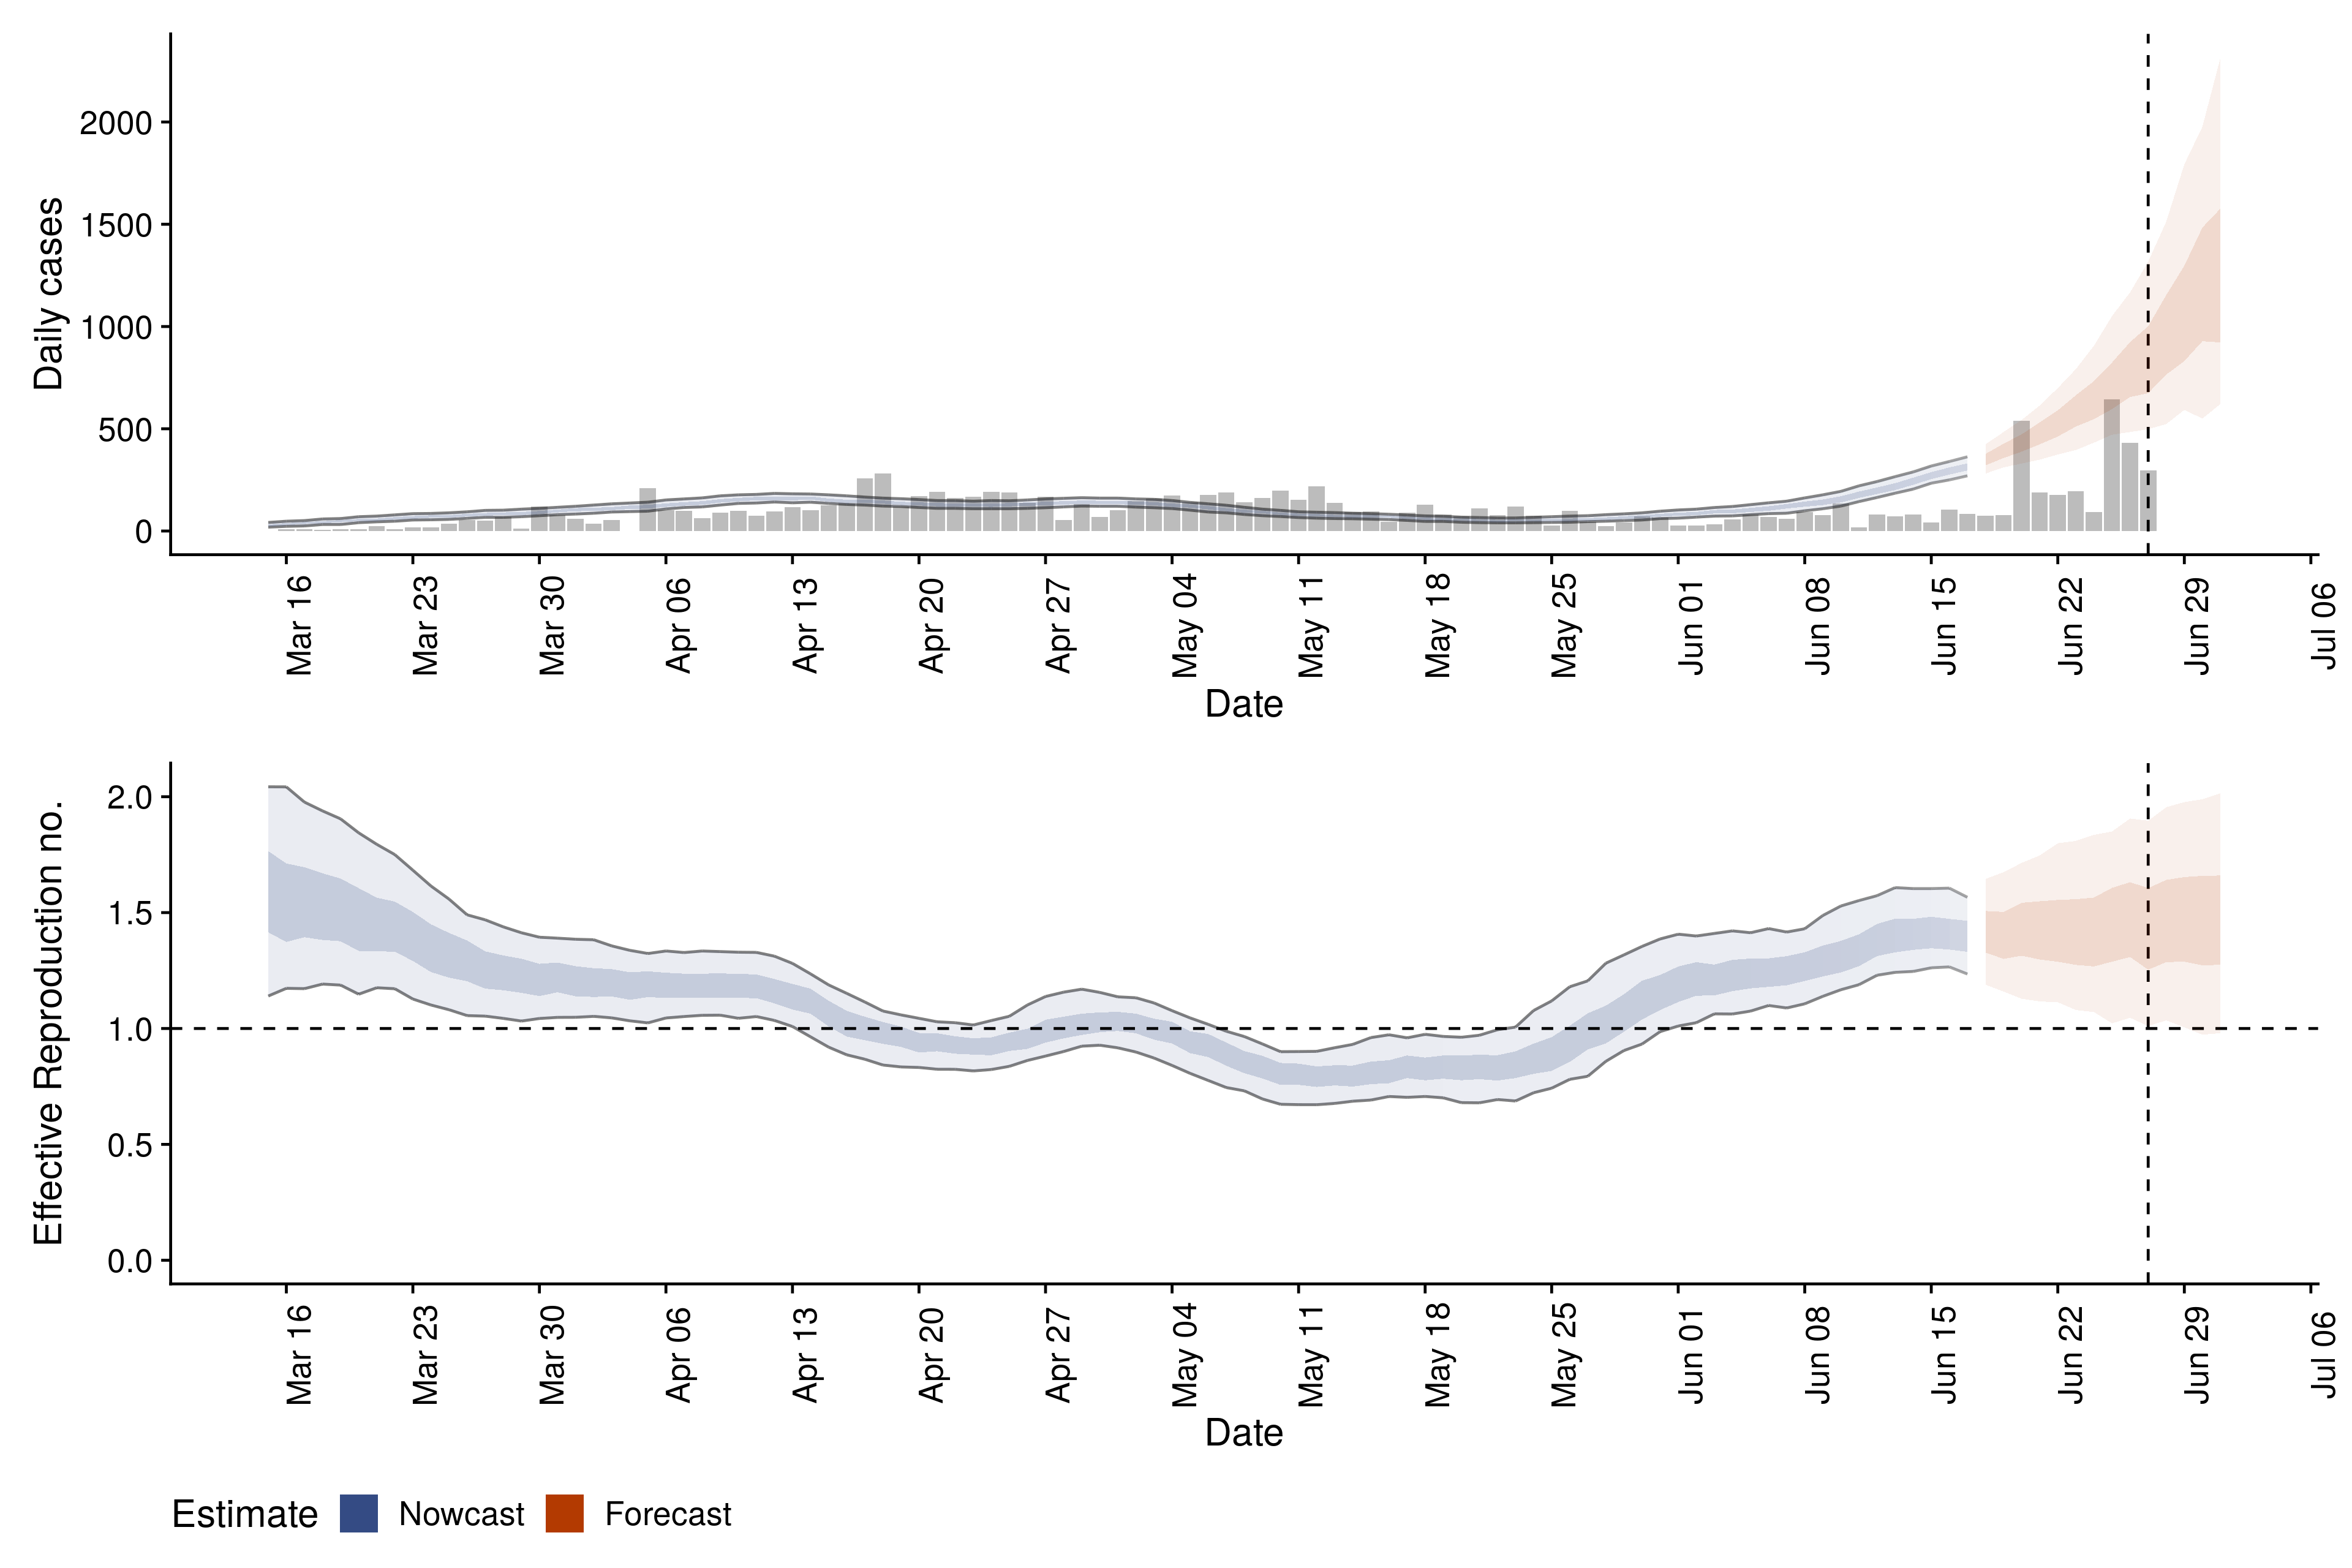 Daily cases
2000
1500
1000
500
0
Mar 16
Mar 23
Mar 30
Apr 06
Apr 13
Apr 20
Apr 27
May 04
May 11
May 18
May 25
Jun 01
Jun 08
Jun 15
Jun 22
Jun 29
Jul 06
Date
Effective Reproduction no.
2.0
1.5
1.0
0.5
0.0
Mar 16
Mar 23
Mar 30
Apr 06
Apr 13
Apr 20
Apr 27
May 04
May 11
May 18
May 25
Jun 01
Jun 08
Jun 15
Jun 22
Jun 29
Jul 06
Date
Estimate Nowcast Forecast